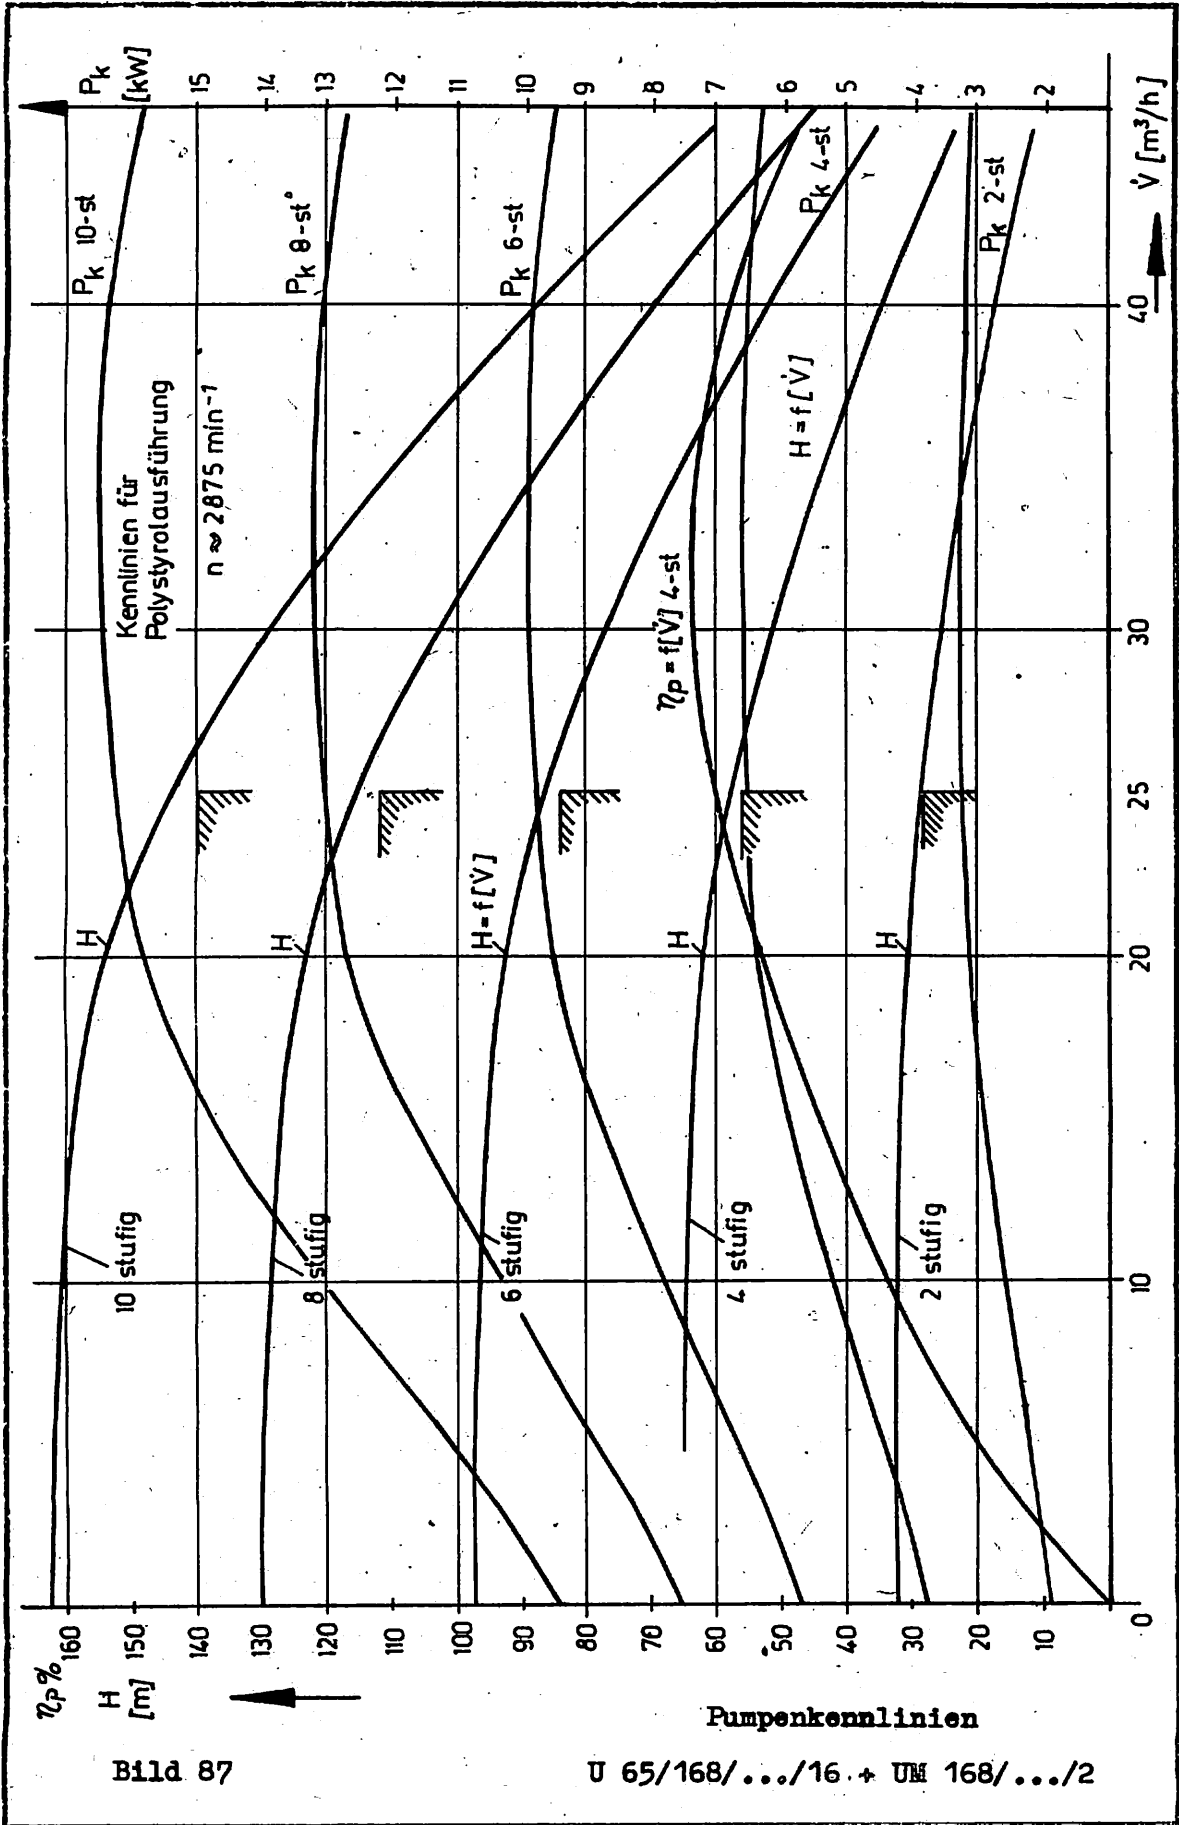 ηp%
H
[m]
160
150
140
130
120
110
100
90
80
70
60
50
40
30
20
10
0
Pk
[kW]
15
14
13
12
11
10
9
8
7
6
5
4
3
2
10
20
25
30
40
V̇ [m³/h]
Kennlinien für
Polystyrolausführung
n ≈ 2875 min⁻¹
Pk 10-st
Pk 8-st
Pk 6-st
Pk 4-st
Pk 2-st
H
H
H=f[V̇]
H
H
H=f[V̇]
ηp=f[V̇] 4-st
10 stufig
8 stufig
6 stufig
4 stufig
2 stufig
Pumpenkennlinien
Bild 87
U 65/168/.../16 + UM 168/.../2